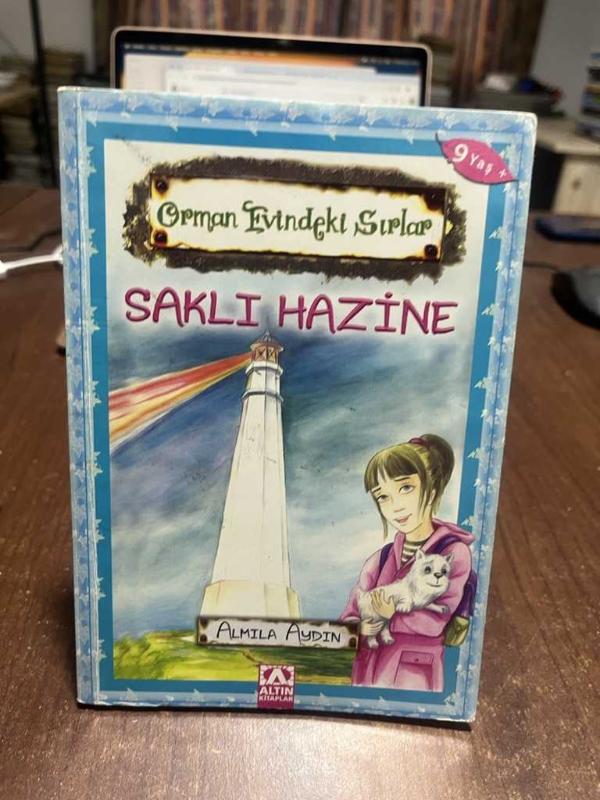 9 Yaş +
Orman Evindeki Sırlar
SAKLI HAZİNE
ALMILA AYDIN
ALTIN
KİTAPLAR